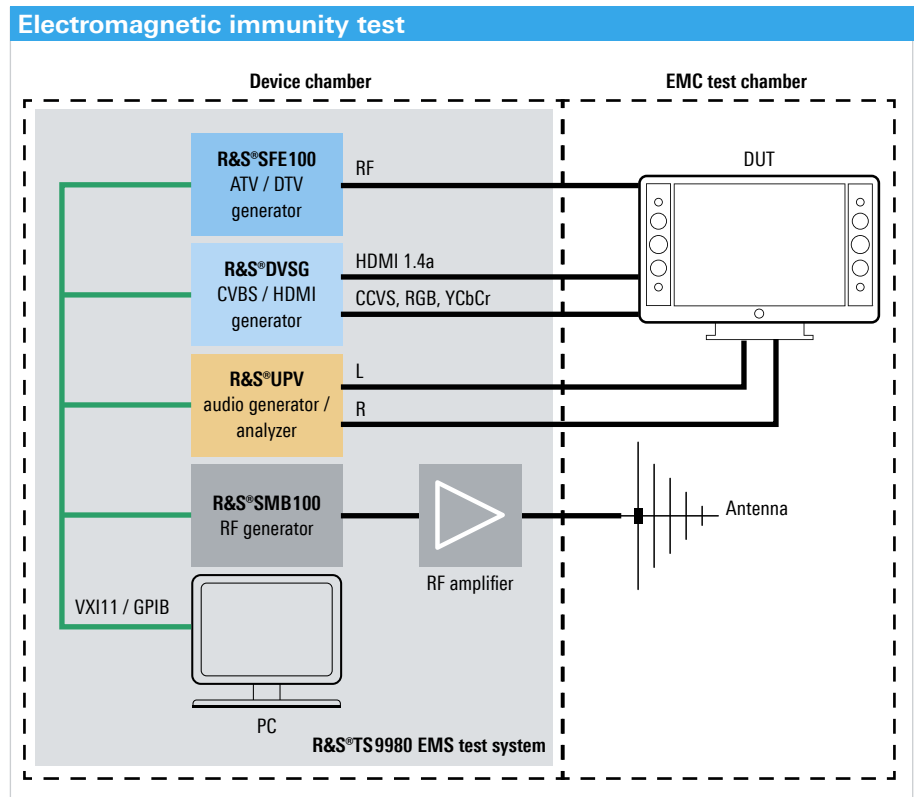 Electromagnetic immunity test
Device chamber
EMC test chamber
R&S®SFE100
ATV / DTV
generator
RF
DUT
R&S®DVSG
CVBS / HDMI
generator
HDMI 1.4a
CCVS, RGB, YCbCr
R&S®UPV
audio generator /
analyzer
L
R
R&S®SMB100
RF generator
RF amplifier
Antenna
VXI11 / GPIB
PC
R&S®TS9980 EMS test system